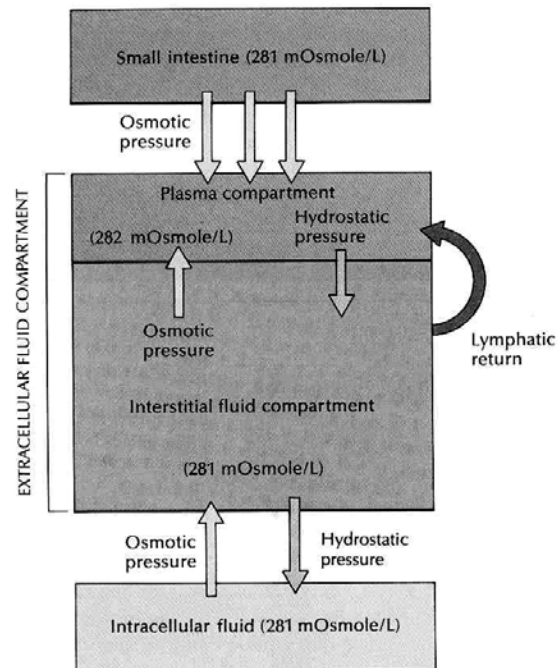 Small intestine (281 mOsmole/L)
Osmotic
pressure
Plasma compartment
(282 mOsmole/L)
Hydrostatic
pressure
Osmotic
pressure
Lymphatic
return
Interstitial fluid compartment
(281 mOsmole/L)
EXTRACELLULAR FLUID COMPARTMENT
Osmotic
pressure
Hydrostatic
pressure
Intracellular fluid (281 mOsmole/L)